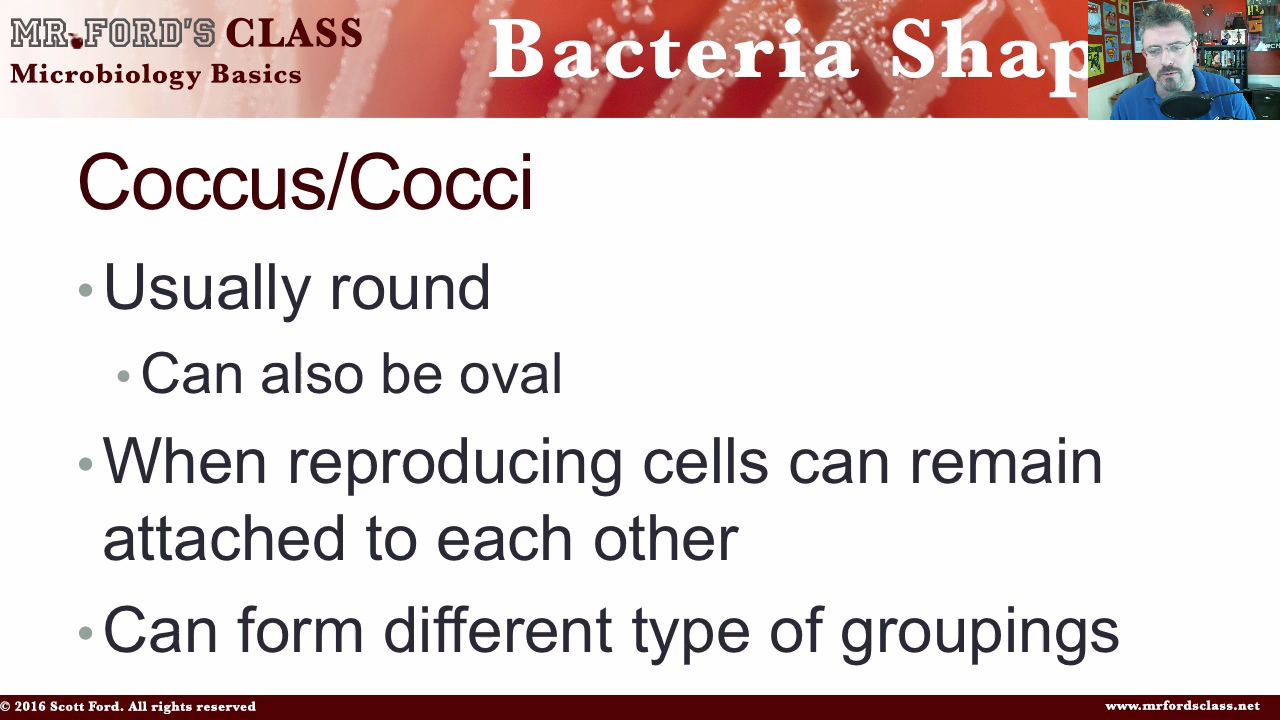 MR. FORD'S CLASS
Microbiology Basics
Bacteria Shap
Coccus/Cocci
• Usually round
• Can also be oval
• When reproducing cells can remain
attached to each other
• Can form different type of groupings
© 2016 Scott Ford. All rights reserved
www.mrfordsclass.net